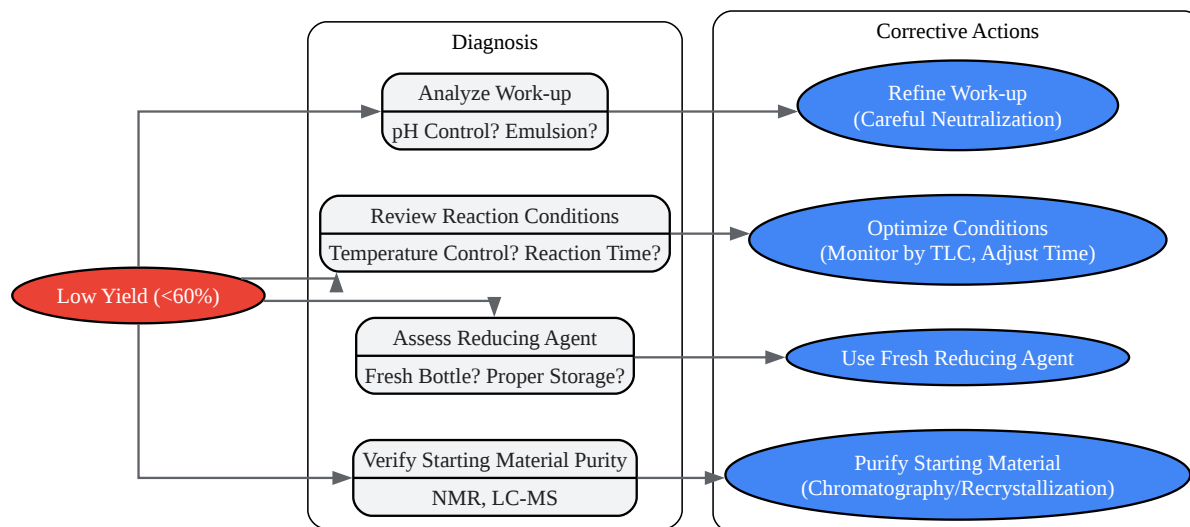 Diagnosis
Corrective Actions
Analyze Work-up
pH Control? Emulsion?
Refine Work-up
(Careful Neutralization)
Review Reaction Conditions
Temperature Control? Reaction Time?
Optimize Conditions
(Monitor by TLC, Adjust Time)
Low Yield (<60%)
Assess Reducing Agent
Fresh Bottle? Proper Storage?
Use Fresh Reducing Agent
Verify Starting Material Purity
NMR, LC-MS
Purify Starting Material
(Chromatography/Recrystallization)